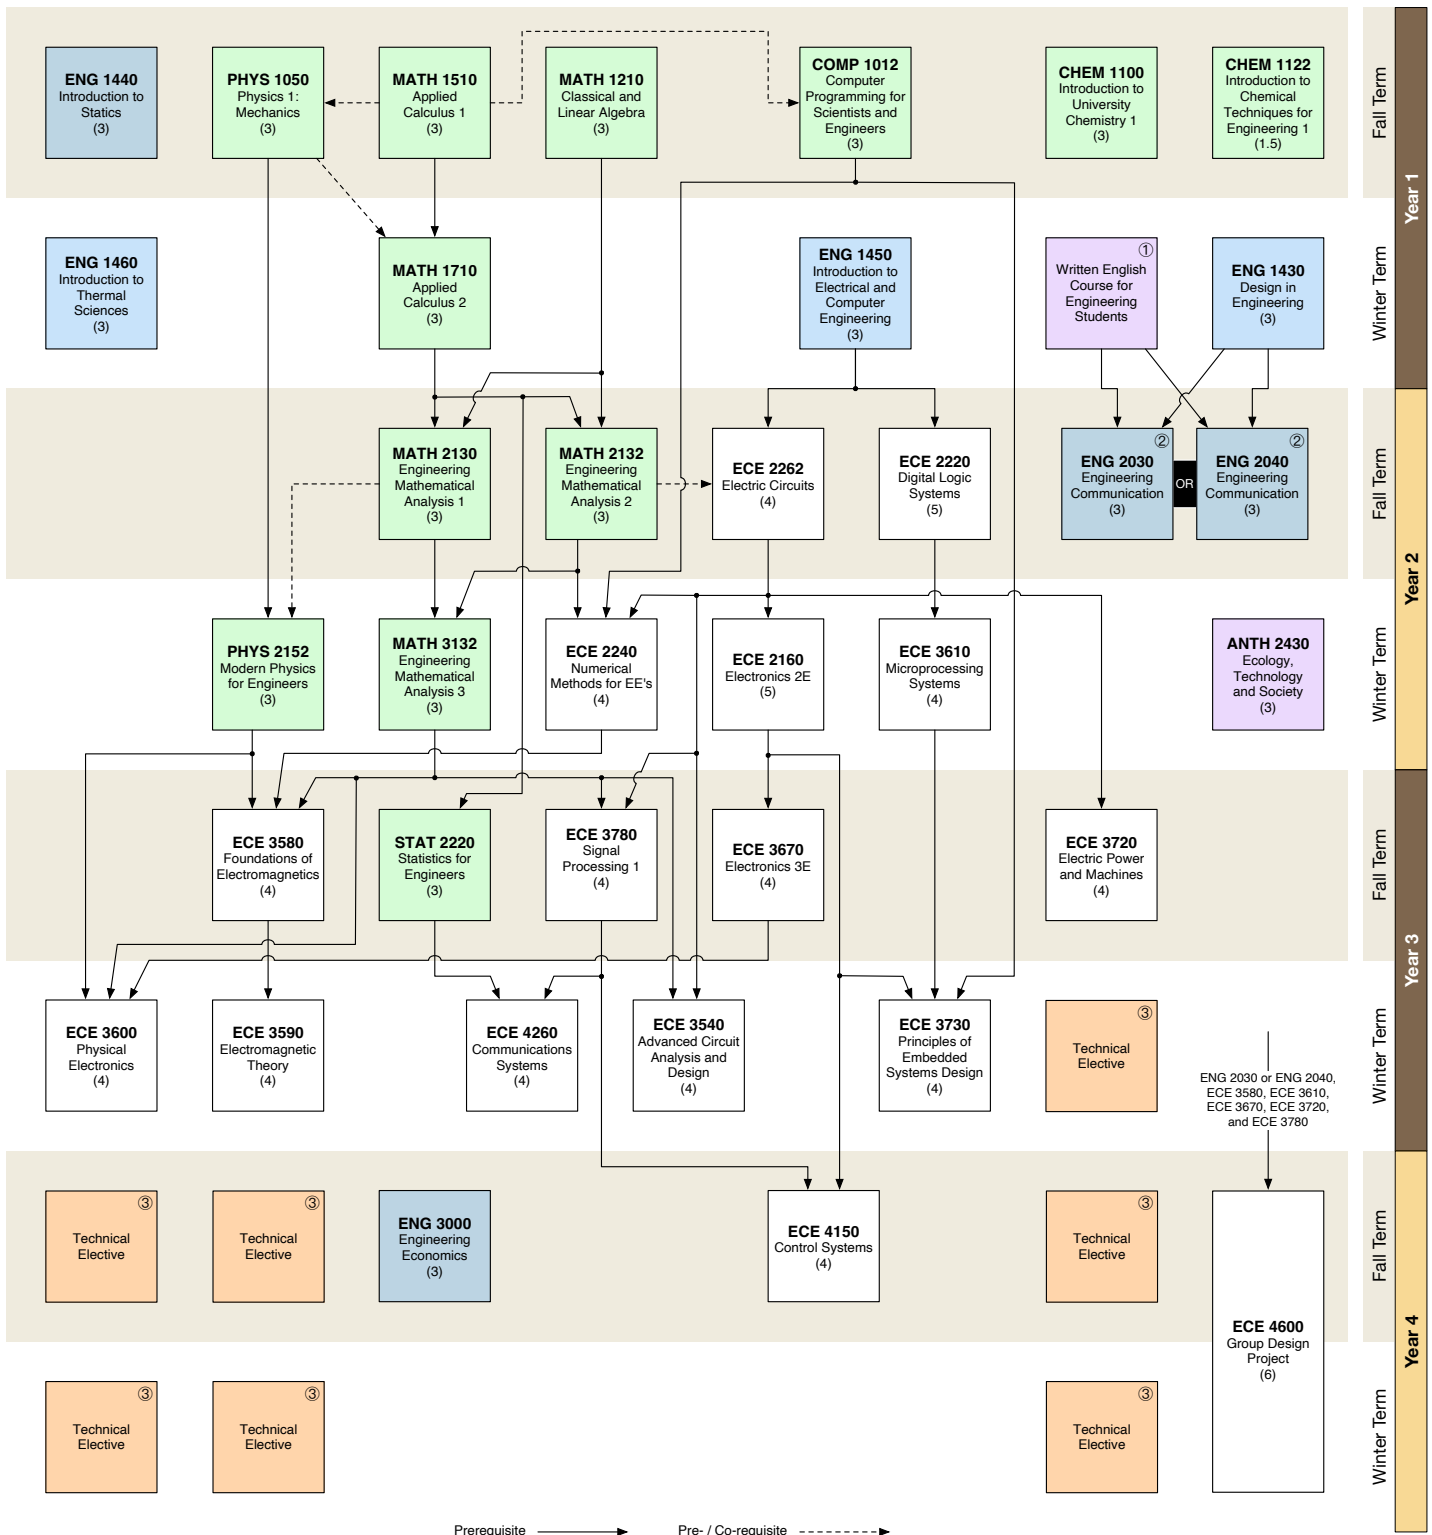 ENG 1440
Introduction to
Statics
(3)
PHYS 1050
Physics 1:
Mechanics
(3)
MATH 1510
Applied
Calculus 1
(3)
MATH 1210
Classical and
Linear Algebra
(3)
COMP 1012
Computer
Programming for
Scientists and
Engineers
(3)
CHEM 1100
Introduction to
University
Chemistry 1
(3)
CHEM 1122
Introduction to
Chemical
Techniques for
Engineering 1
(1.5)
Fall Term
Year 1
ENG 1460
Introduction to
Thermal
Sciences
(3)
MATH 1710
Applied
Calculus 2
(3)
ENG 1450
Introduction to
Electrical and
Computer
Engineering
(3)
①
Written English
Course for
Engineering
Students
ENG 1430
Design in
Engineering
(3)
Winter Term
MATH 2130
Engineering
Mathematical
Analysis 1
(3)
MATH 2132
Engineering
Mathematical
Analysis 2
(3)
ECE 2262
Electric Circuits
(4)
ECE 2220
Digital Logic
Systems
(5)
②
ENG 2030
Engineering
Communication
(3)
OR
②
ENG 2040
Engineering
Communication
(3)
Fall Term
Year 2
PHYS 2152
Modern Physics
for Engineers
(3)
MATH 3132
Engineering
Mathematical
Analysis 3
(3)
ECE 2240
Numerical
Methods for EE's
(4)
ECE 2160
Electronics 2E
(5)
ECE 3610
Microprocessing
Systems
(4)
ANTH 2430
Ecology,
Technology
and Society
(3)
Winter Term
ECE 3580
Foundations of
Electromagnetics
(4)
STAT 2220
Statistics for
Engineers
(3)
ECE 3780
Signal
Processing 1
(4)
ECE 3670
Electronics 3E
(4)
ECE 3720
Electric Power
and Machines
(4)
Fall Term
Year 3
ECE 3600
Physical
Electronics
(4)
ECE 3590
Electromagnetic
Theory
(4)
ECE 4260
Communications
Systems
(4)
ECE 3540
Advanced Circuit
Analysis and
Design
(4)
ECE 3730
Principles of
Embedded
Systems Design
(4)
③
Technical
Elective
ENG 2030 or ENG 2040,
ECE 3580, ECE 3610,
ECE 3670, ECE 3720,
and ECE 3780
Winter Term
③
Technical
Elective
③
Technical
Elective
ENG 3000
Engineering
Economics
(3)
ECE 4150
Control Systems
(4)
③
Technical
Elective
ECE 4600
Group Design
Project
(6)
Fall Term
Year 4
③
Technical
Elective
③
Technical
Elective
③
Technical
Elective
Winter Term
Prerequisite
Pre- / Co-requisite